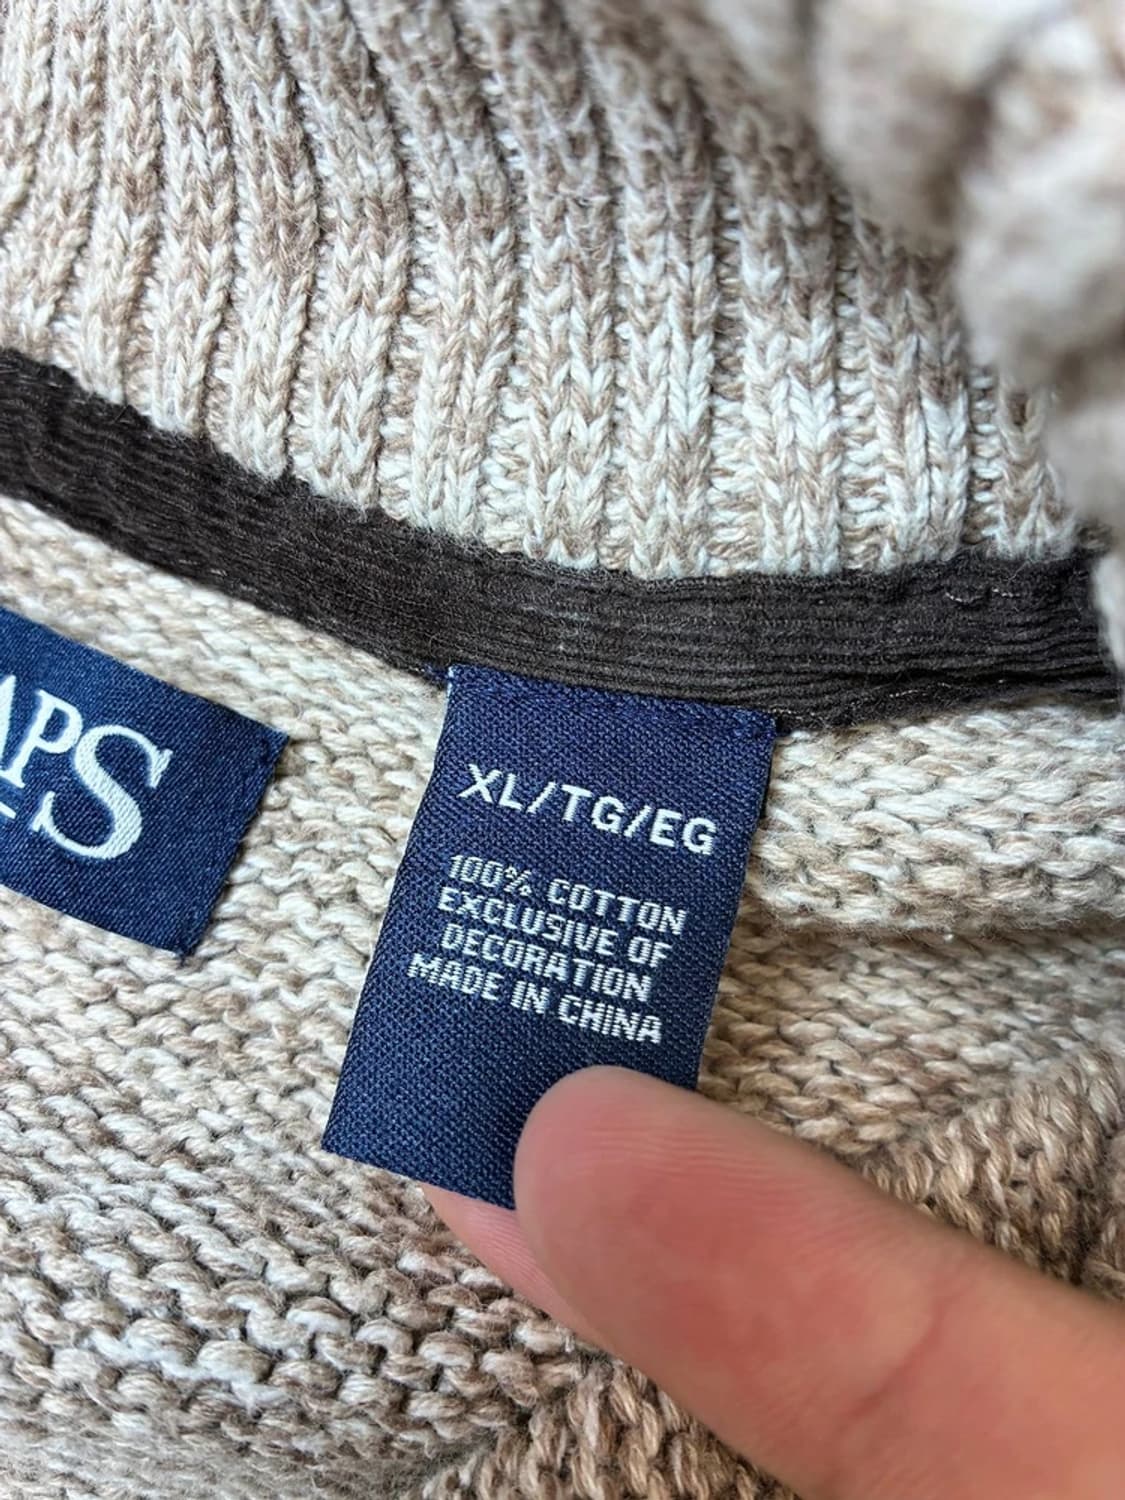 APS
XL/TG/EG
100% COTTON
EXCLUSIVE OF
DECORATION
MADE IN CHINA